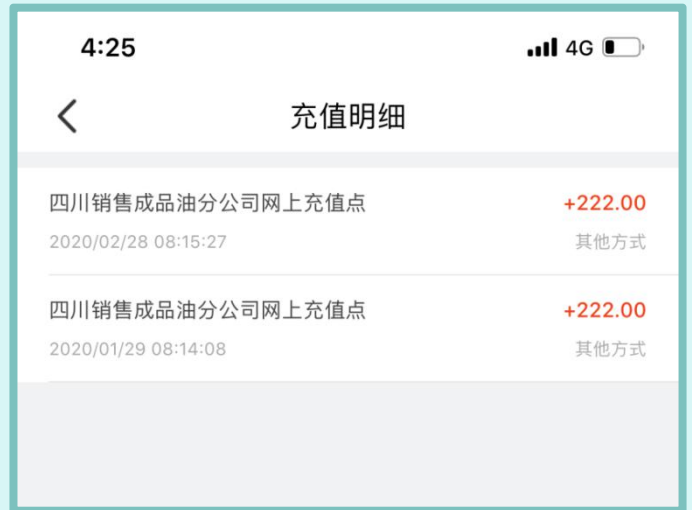 4:25
4G
充值明细
四川销售成品油分公司网上充值点
+222.00
2020/02/28 08:15:27
其他方式
四川销售成品油分公司网上充值点
+222.00
2020/01/29 08:14:08
其他方式